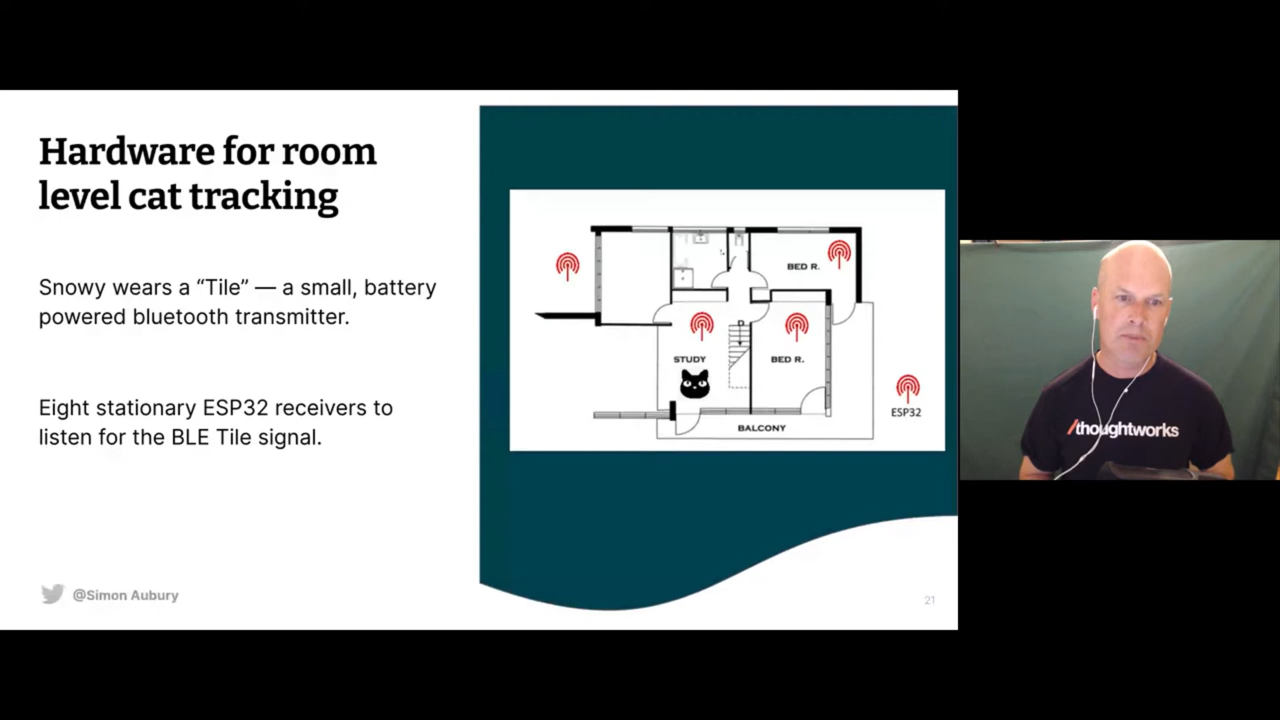 Hardware for room
level cat tracking
Snowy wears a “Tile” — a small, battery
powered bluetooth transmitter.
Eight stationary ESP32 receivers to
listen for the BLE Tile signal.
@Simon Aubury
BED R.
STUDY
BED R.
ESP32
BALCONY
21
/thoughtworks